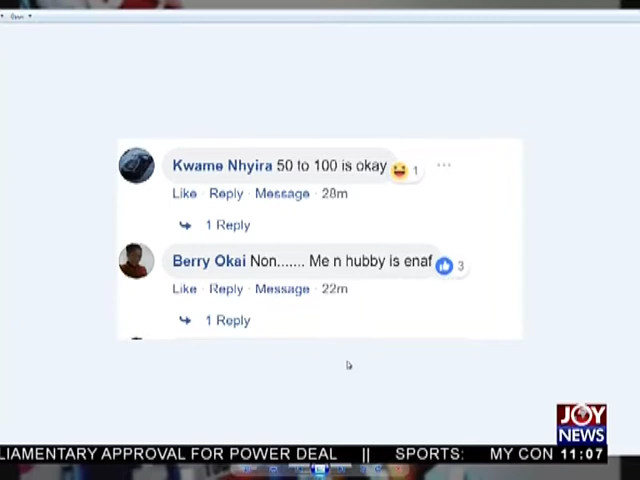 Open
Kwame Nhyira 50 to 100 is okay 1
Like · Reply · Message · 28m
1 Reply
Berry Okai Non....... Me n hubby is enaf 3
Like · Reply · Message · 22m
1 Reply
JOY
NEWS
LIAMENTARY APPROVAL FOR POWER DEAL || SPORTS: MY CON 11:07